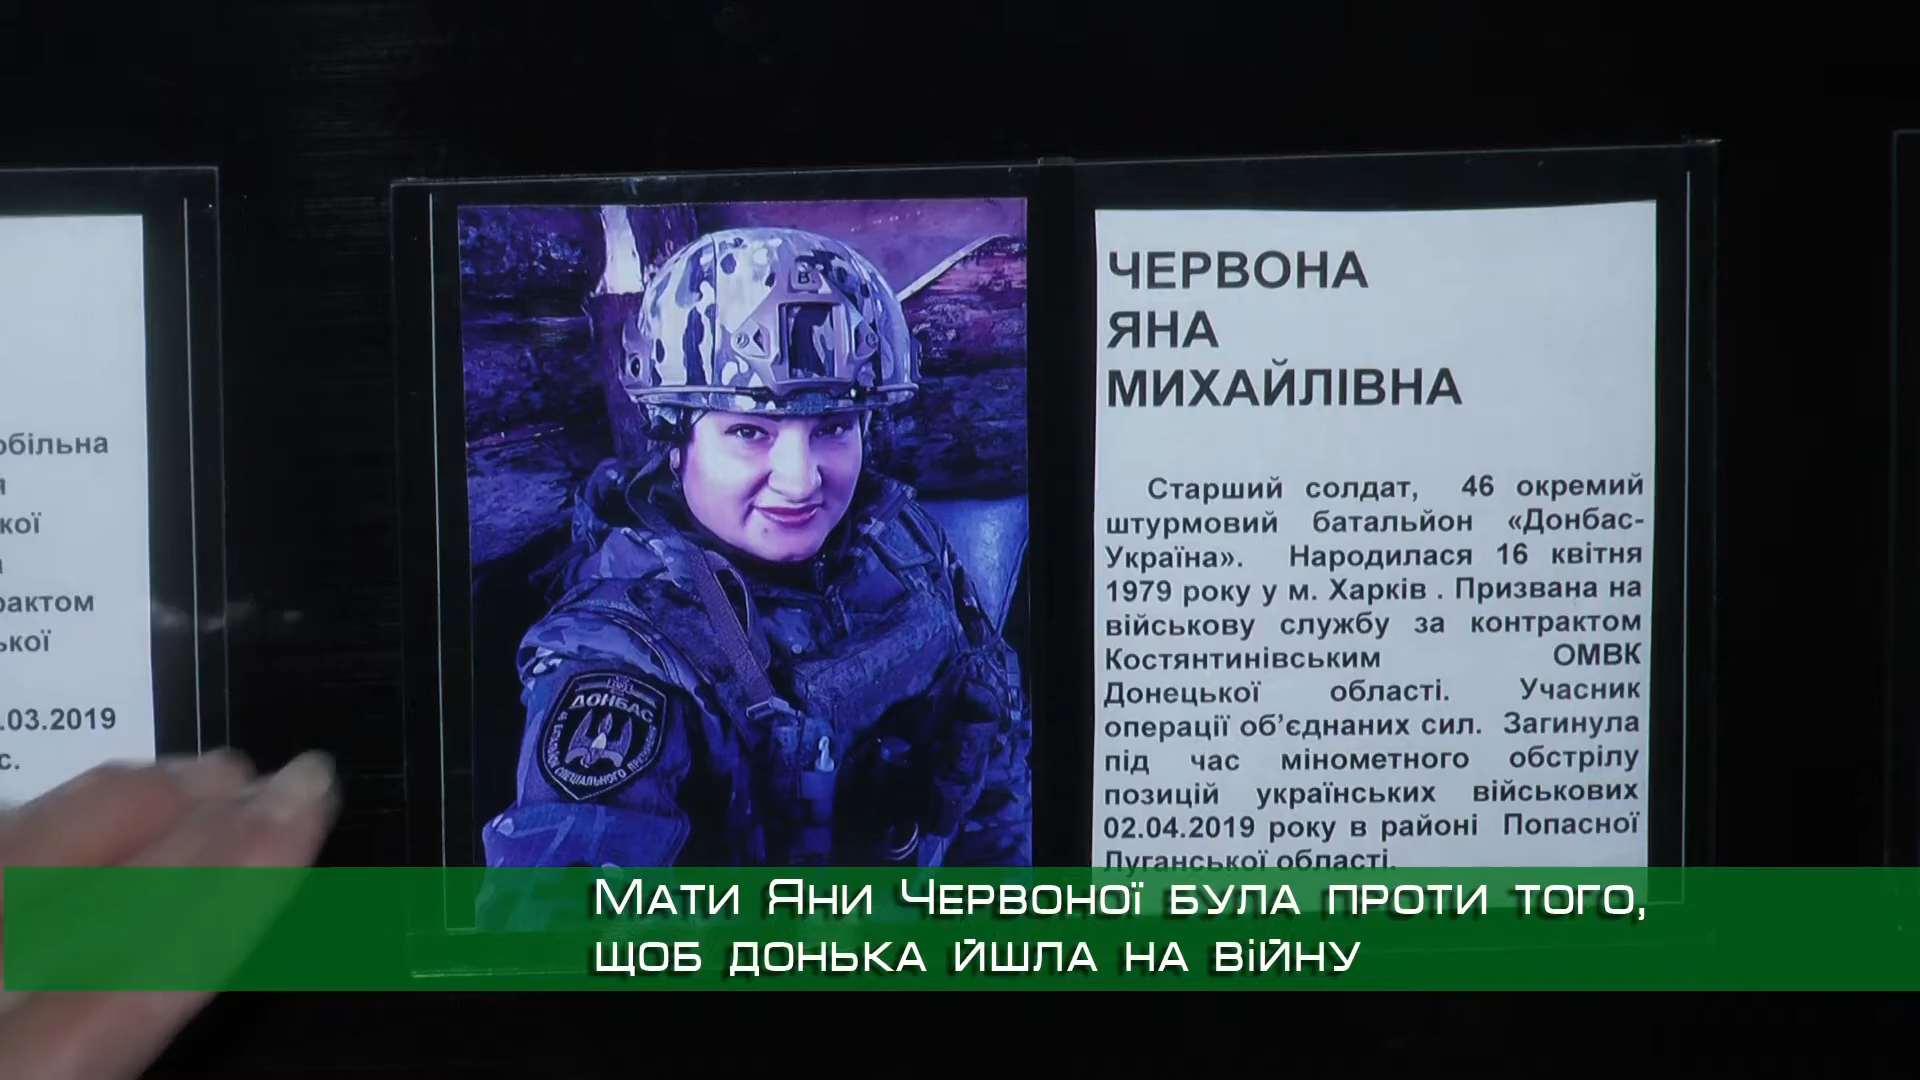 обільна
я
кої
рактом
ької
.03.2019
с.
В
ДОНБАС
СПЕЦІАЛЬНОГО
ЧЕРВОНА
ЯНА
МИХАЙЛІВНА
Старший солдат, 46 окремий
штурмовий батальйон «Донбас-
Україна». Народилася 16 квітня
1979 року у м. Харків . Призвана на
військову службу за контрактом
Костянтинівським ОМВК
Донецької області. Учасник
операції об’єднаних сил. Загинула
під час мінометного обстрілу
позицій українських військових
02.04.2019 року в районі Попасної
Луганської області.
Мати Яни Червоної була проти того,
щоб донька йшла на війну